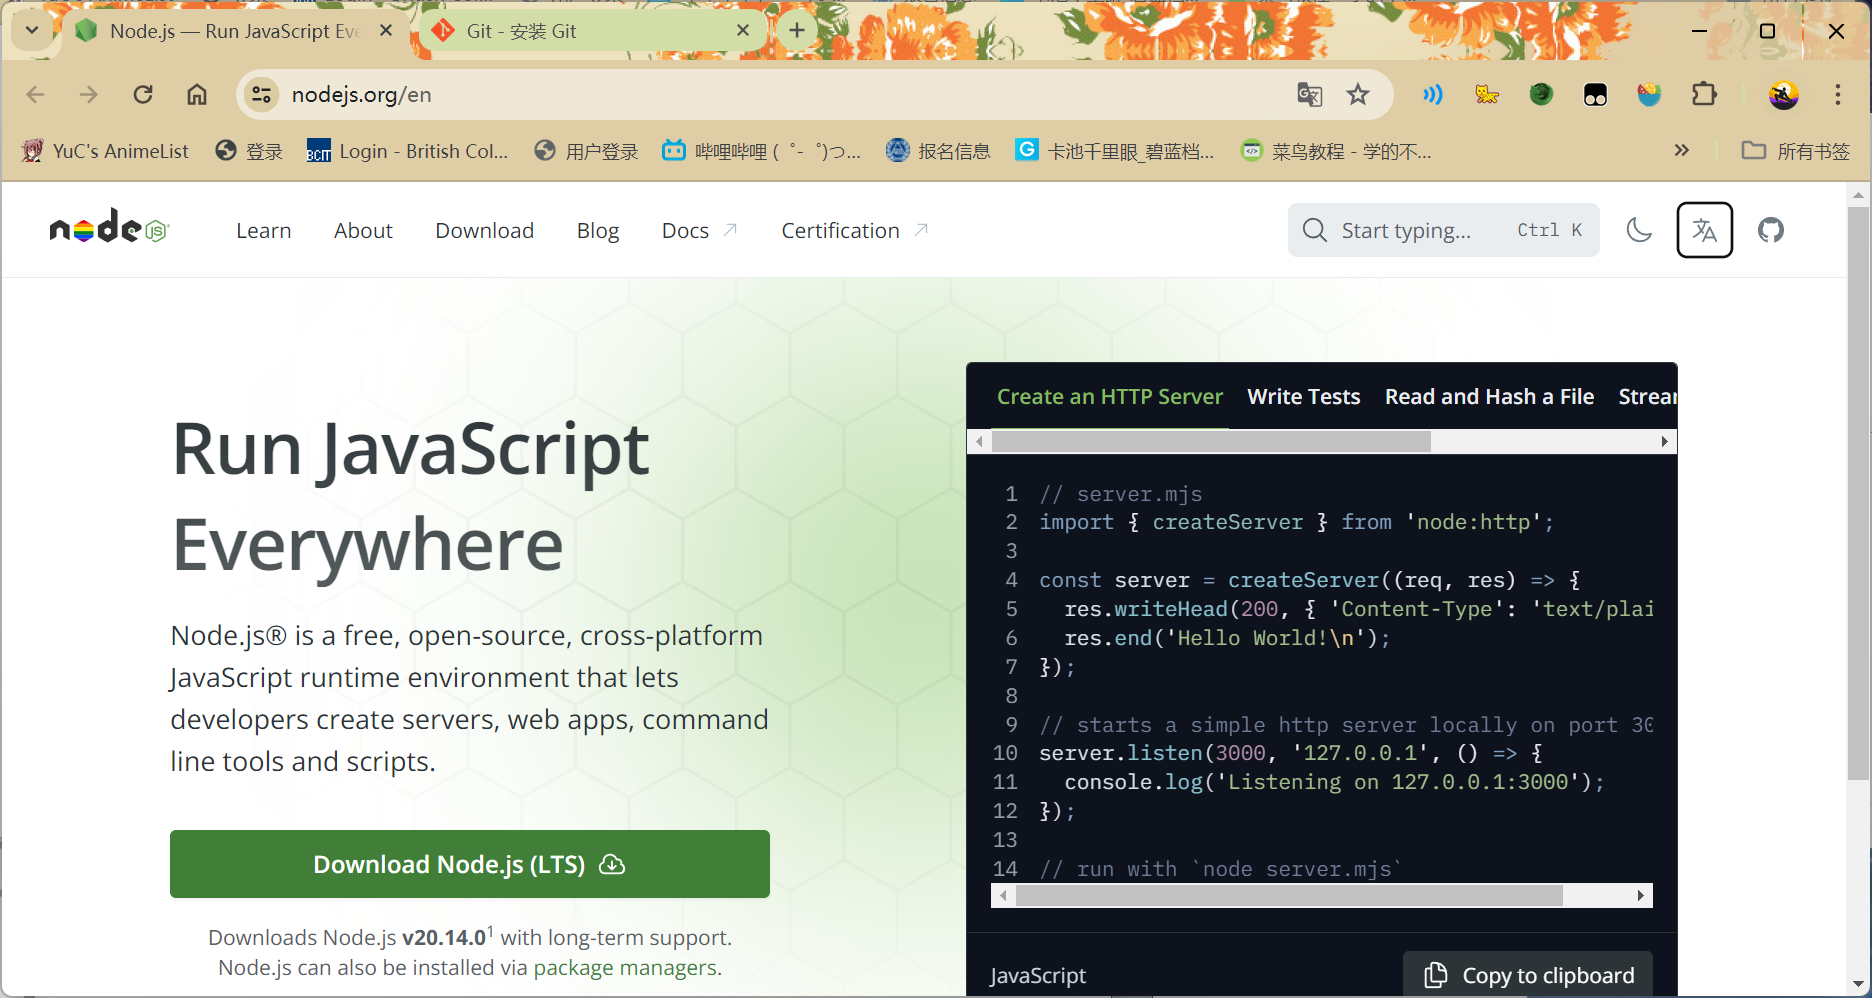 Node.js — Run JavaScript Eve
Git - 安装 Git
nodejs.org/en
YuC's AnimeList
登录
BCIT
Login - British Col...
用户登录
哔哩哔哩 ( ゜- ゜)つ...
报名信息
G
卡池千里眼_碧蓝档...
菜鸟教程 - 学的不...
»
所有书签
node JS
Learn
About
Download
Blog
Docs
Certification
Start typing...
Ctrl K
Run JavaScript
Everywhere
Node.js® is a free, open-source, cross-platform
JavaScript runtime environment that lets
developers create servers, web apps, command
line tools and scripts.
Download Node.js (LTS)
Downloads Node.js v20.14.0¹ with long-term support.
Node.js can also be installed via package managers.
Create an HTTP Server
Write Tests
Read and Hash a File
Strear
1 // server.mjs
2 import { createServer } from 'node:http';
3
4 const server = createServer((req, res) => {
5   res.writeHead(200, { 'Content-Type': 'text/plai
6   res.end('Hello World!\n');
7 });
8
9 // starts a simple http server locally on port 30
10 server.listen(3000, '127.0.0.1', () => {
11   console.log('Listening on 127.0.0.1:3000');
12 });
13
14 // run with `node server.mjs`
JavaScript
Copy to clipboard